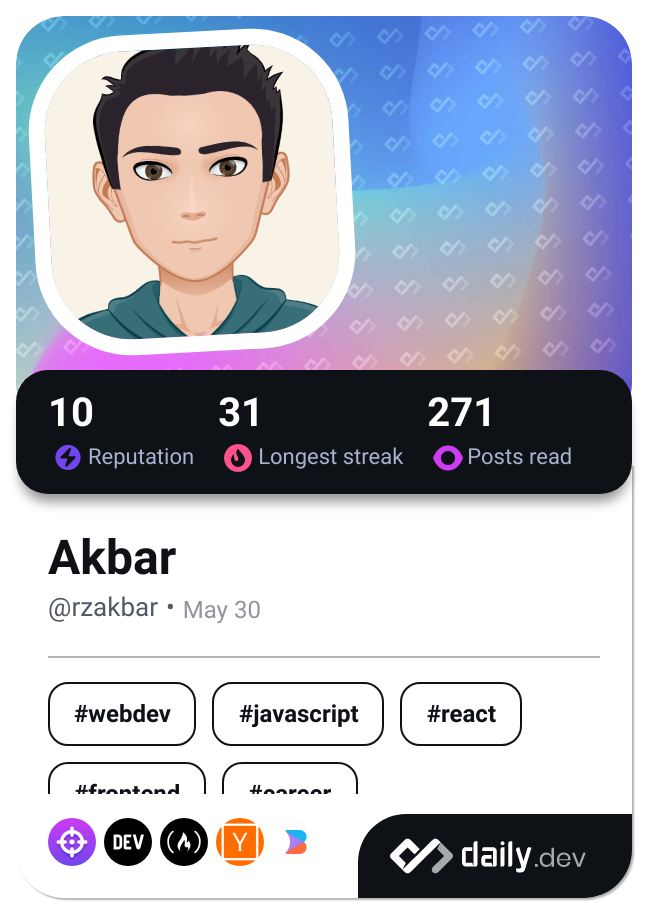 10 31 271
Reputation Longest streak Posts read
Akbar
@rzakbar • May 30
#webdev #javascript #react
#frontend #career
DEV Y daily.dev